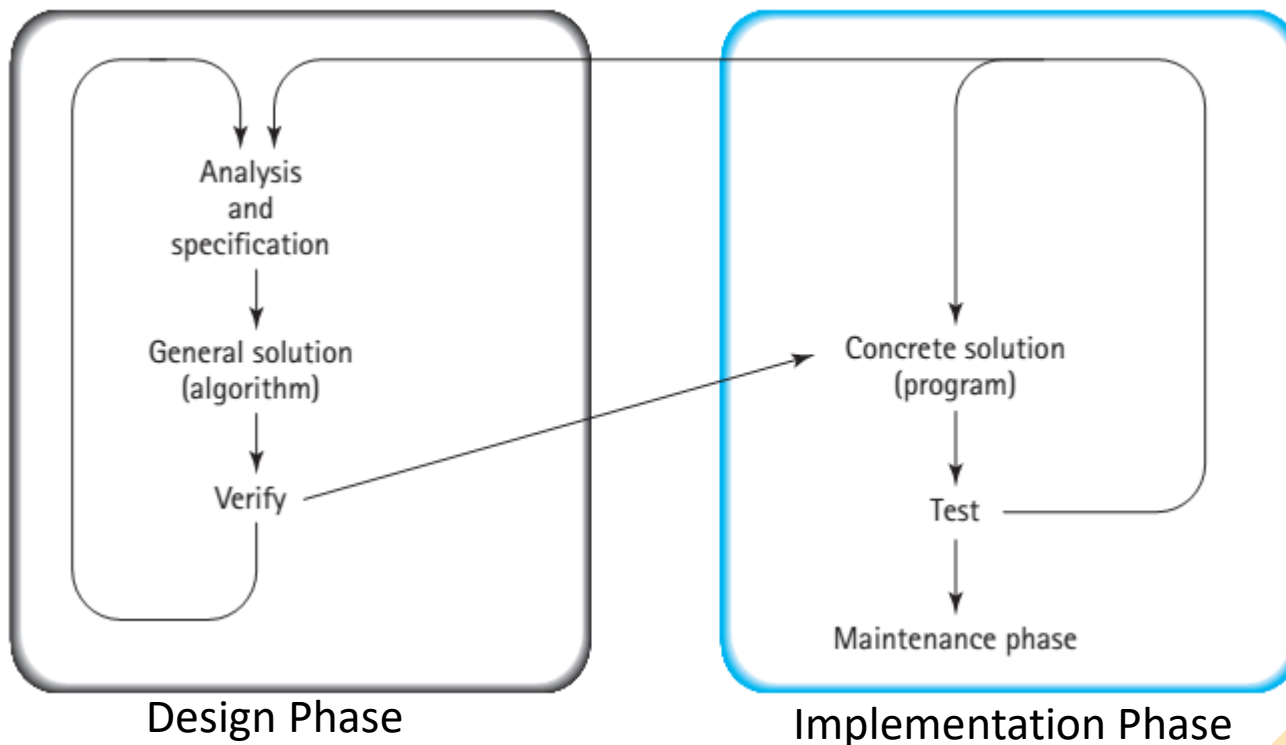 Analysis
and
specification
General solution
(algorithm)
Verify
Design Phase
Concrete solution
(program)
Test
Maintenance phase
Implementation Phase